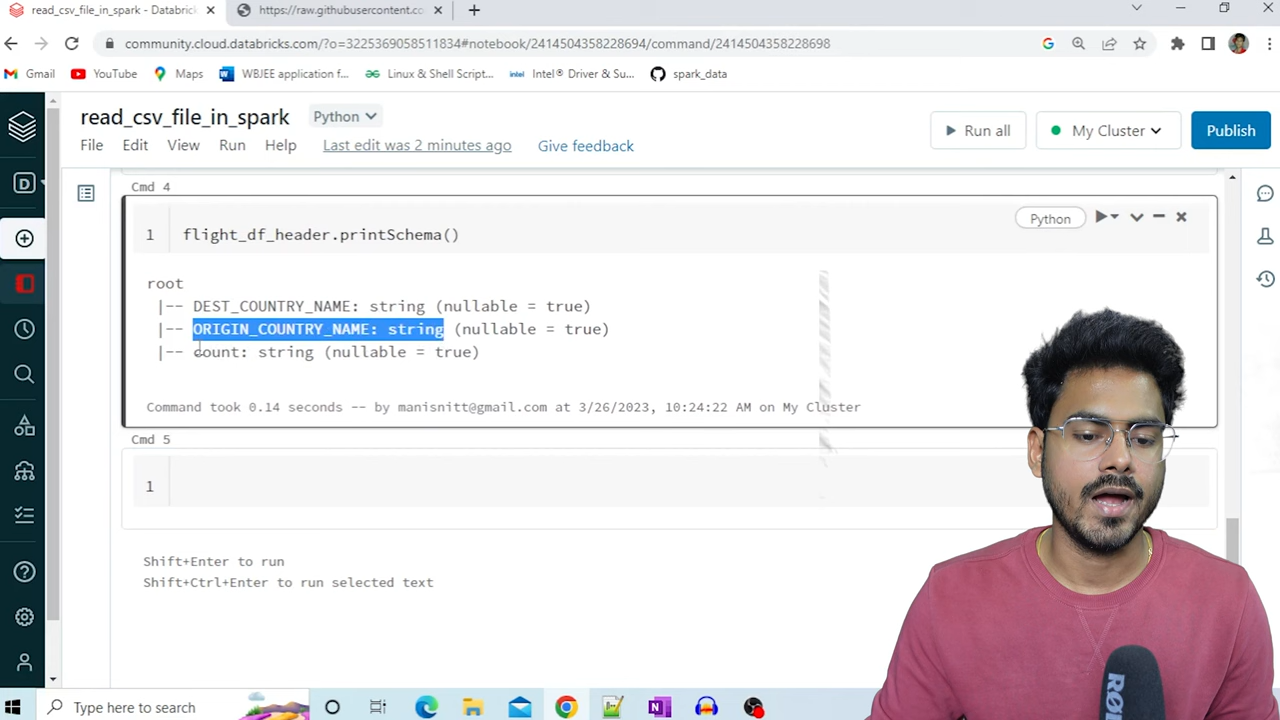 read_csv_file_in_spark - Databrick
https://raw.githubusercontent.co
community.cloud.databricks.com/?o=3225369058511834#notebook/2414504358228694/command/2414504358228698
Gmail
YouTube
Maps
WBJEE application f...
Linux & Shell Script...
Intel® Driver & Su...
spark_data
read_csv_file_in_spark
Python
Run all
My Cluster
Publish
File
Edit
View
Run
Help
Last edit was 2 minutes ago
Give feedback
Cmd 4
Python
1 flight_df_header.printSchema()
root
|-- DEST_COUNTRY_NAME: string (nullable = true)
|-- ORIGIN_COUNTRY_NAME: string (nullable = true)
|-- count: string (nullable = true)
Command took 0.14 seconds -- by manisnitt@gmail.com at 3/26/2023, 10:24:22 AM on My Cluster
Cmd 5
1
Shift+Enter to run
Shift+Ctrl+Enter to run selected text
Type here to search